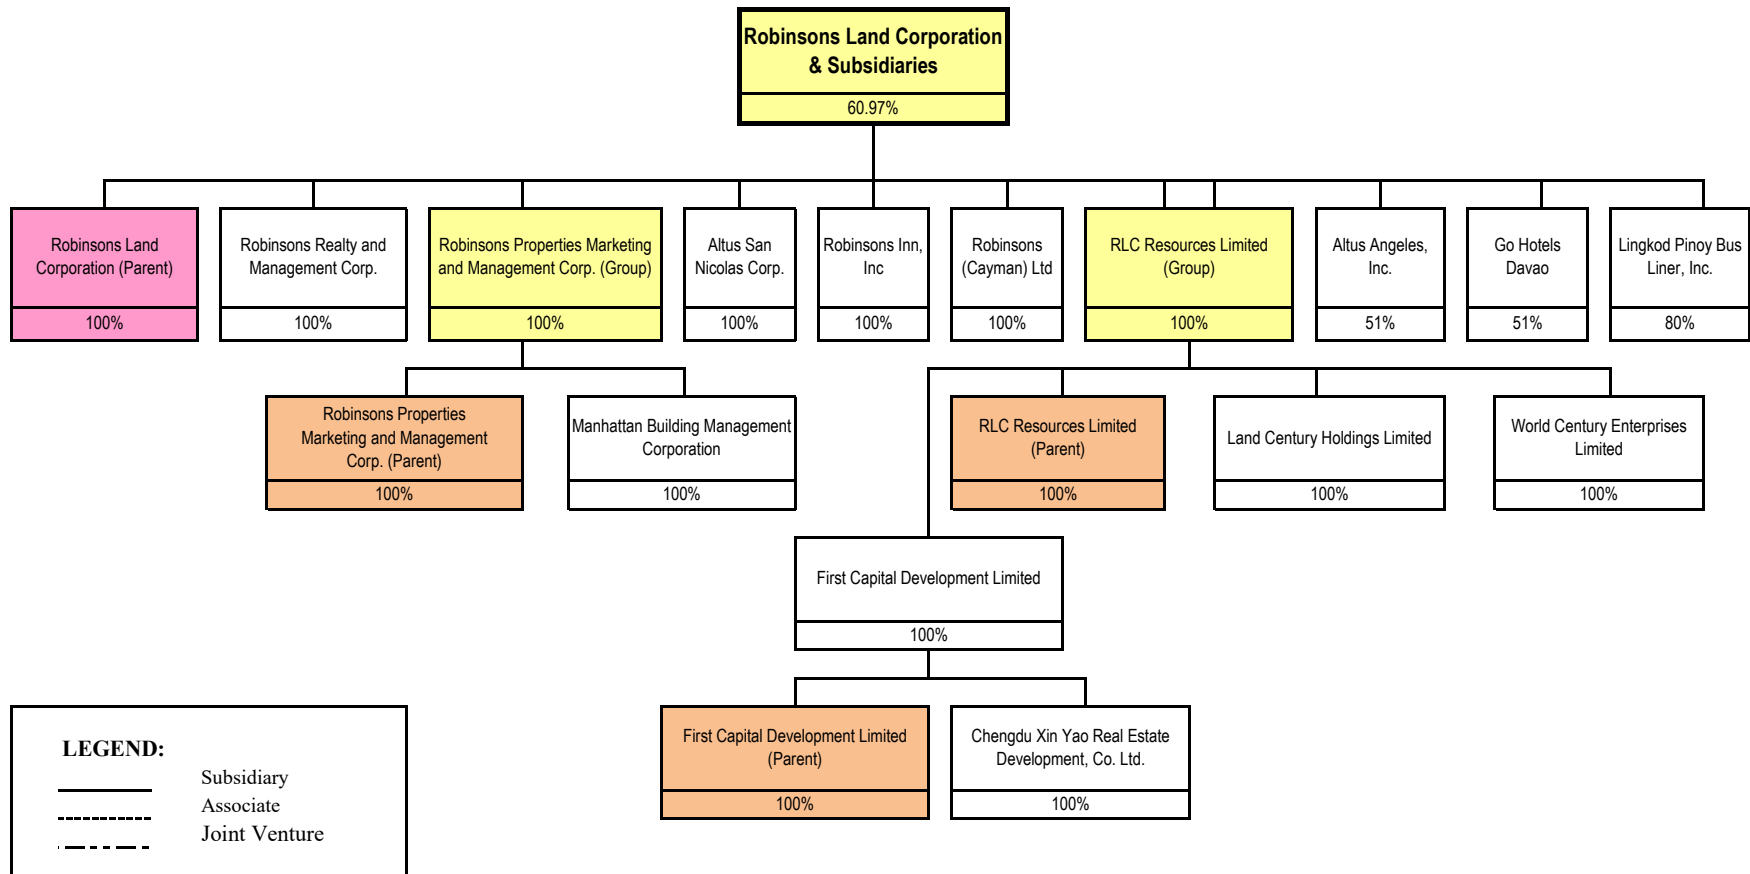 Robinsons Land Corporation
& Subsidiaries
60.97%
Robinsons Land
Corporation (Parent)
100%
Robinsons Realty and
Management Corp.
100%
Robinsons Properties Marketing
and Management Corp. (Group)
100%
Altus San
Nicolas Corp.
100%
Robinsons Inn,
Inc
100%
Robinsons
(Cayman) Ltd
100%
RLC Resources Limited
(Group)
100%
Altus Angeles,
Inc.
51%
Go Hotels
Davao
51%
Lingkod Pinoy Bus
Liner, Inc.
80%
Robinsons Properties
Marketing and Management
Corp. (Parent)
100%
Manhattan Building Management
Corporation
100%
RLC Resources Limited
(Parent)
100%
Land Century Holdings Limited
100%
World Century Enterprises
Limited
100%
First Capital Development Limited
100%
First Capital Development Limited
(Parent)
100%
Chengdu Xin Yao Real Estate
Development, Co. Ltd.
100%
LEGEND:
Subsidiary
Associate
Joint Venture